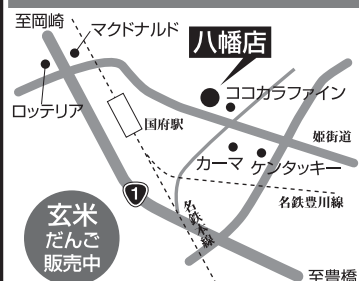 至岡崎
マクドナルド
八幡店
ココカラファイン
ロッテリア
国府駅
姫街道
カーマ
ケンタッキー
1
名鉄豊川線
名鉄本線
玄米
だんご
販売中
至豊橋